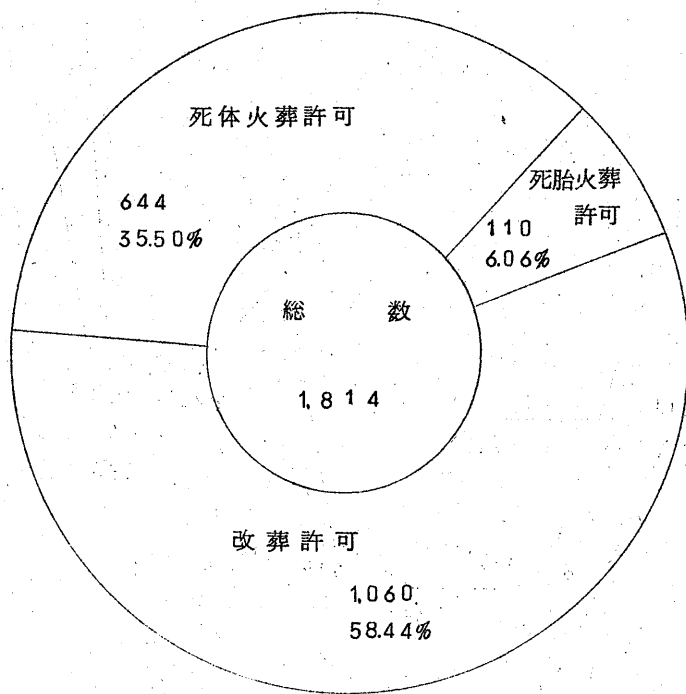 死体火葬許可
644
35.50%
死胎火葬
許可
110
6.06%
総 数
1,814
改葬許可
1,060
58.44%